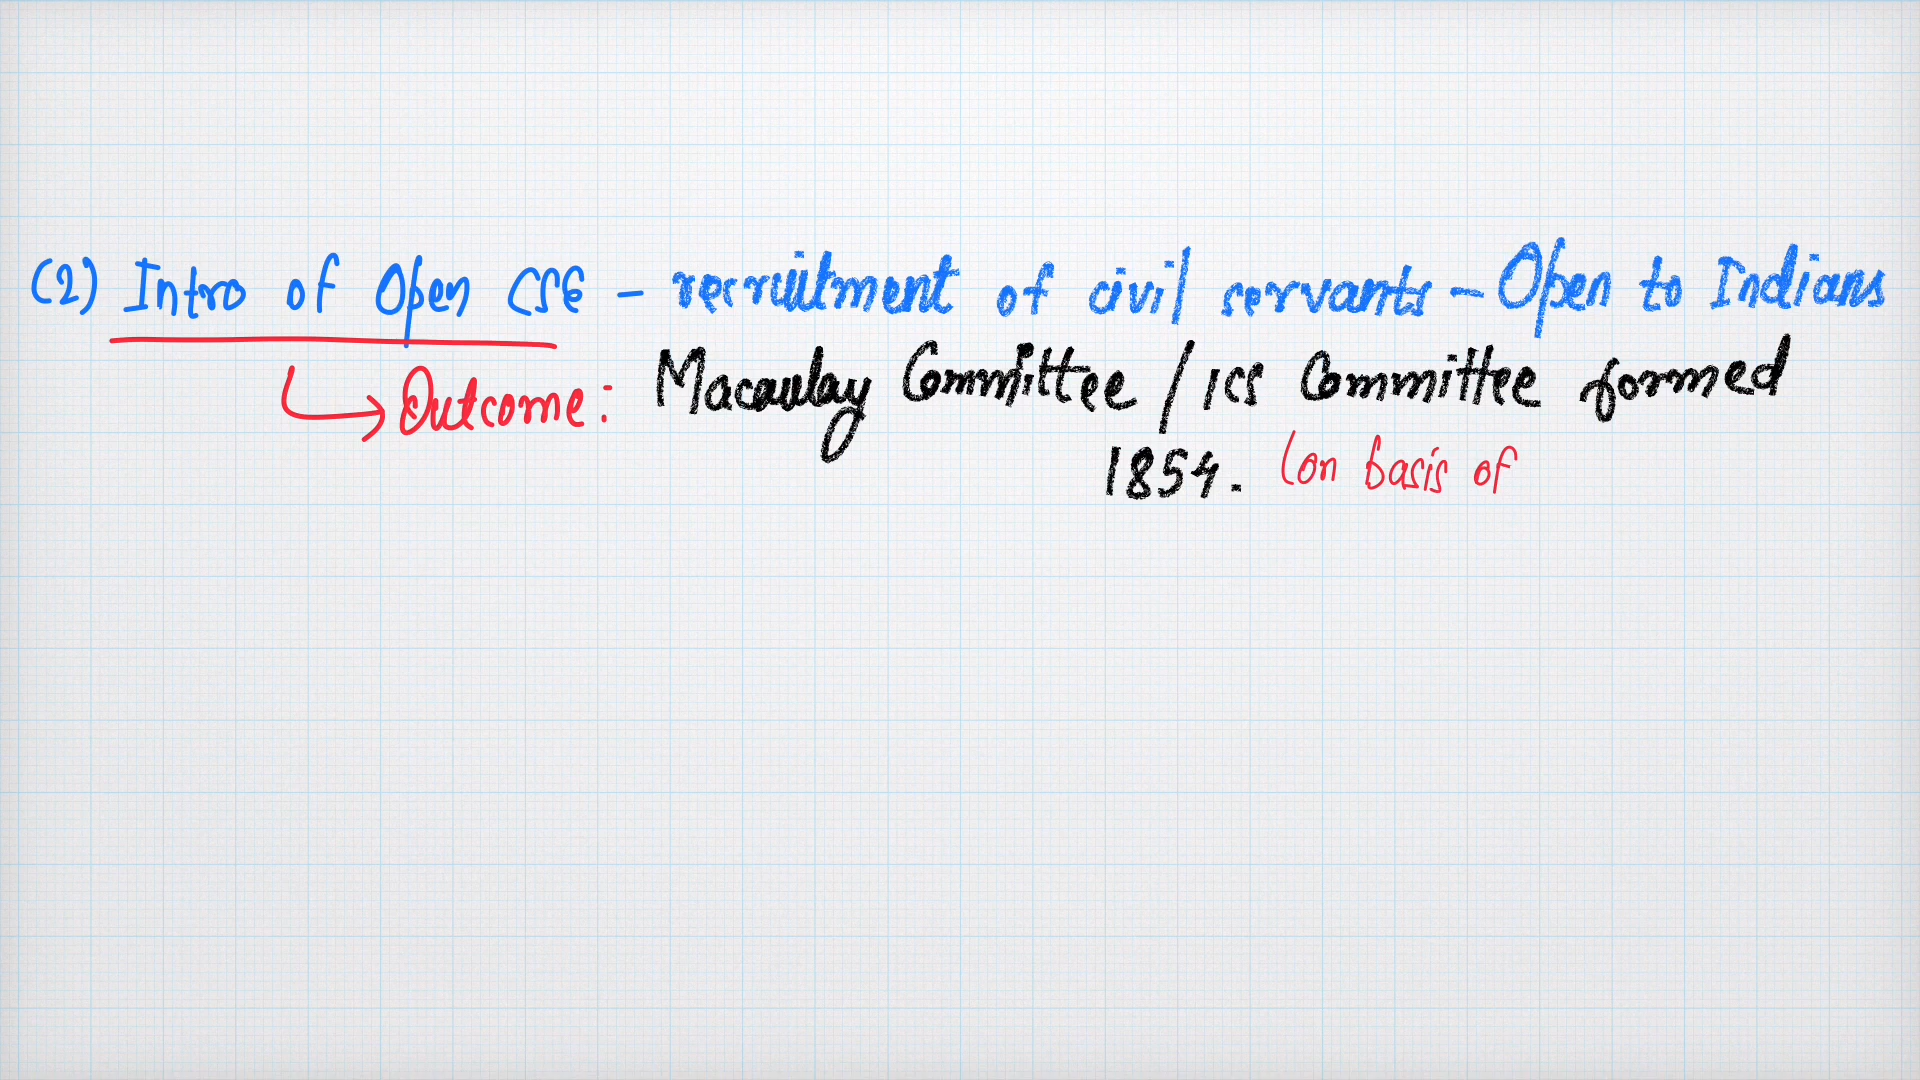 (2) Intro of Open CSE - recruitment of civil servants - Open to Indians
Outcome: Macaulay Committee / ICS Committee formed
1854. (on basis of